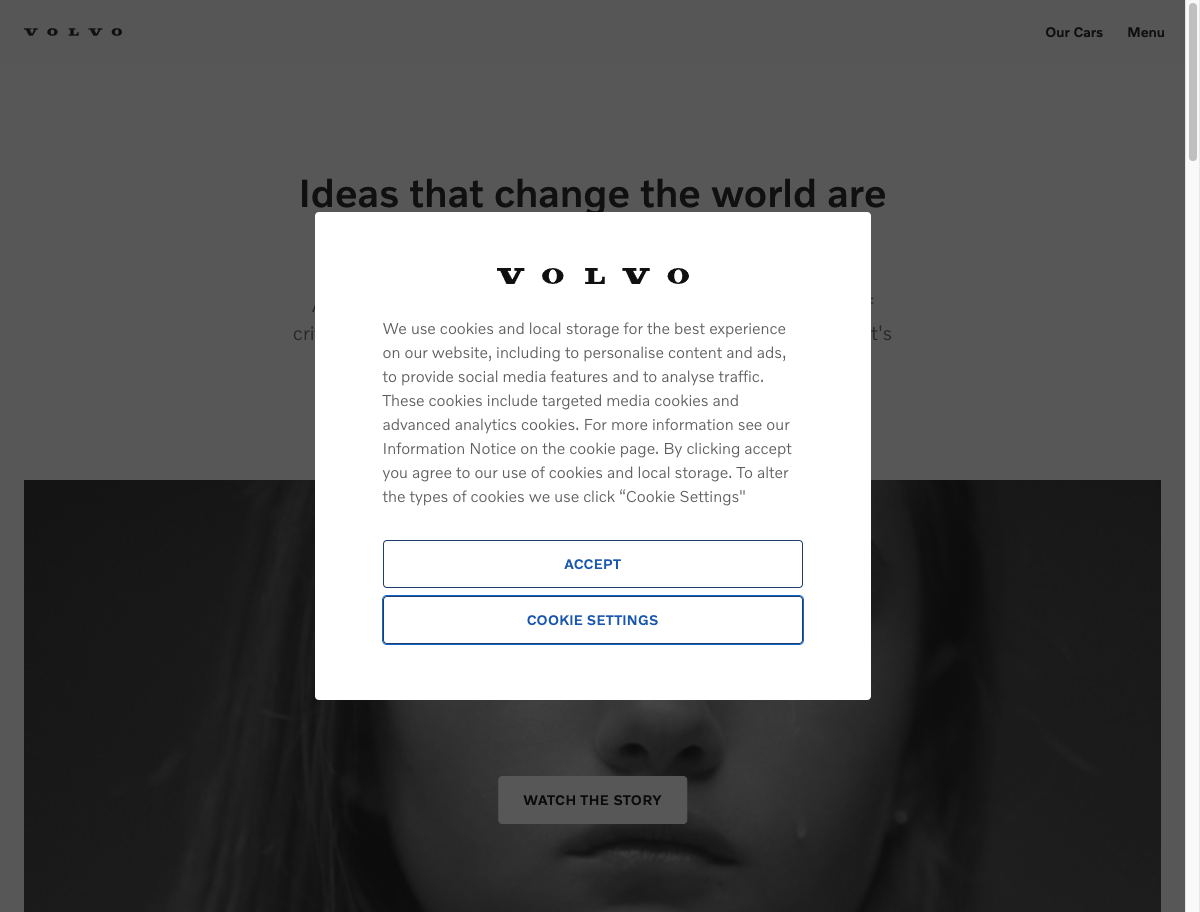 VOLVO
Our Cars
Menu
Ideas that change the world are
cri
t's
VOLVO
We use cookies and local storage for the best experience
on our website, including to personalise content and ads,
to provide social media features and to analyse traffic.
These cookies include targeted media cookies and
advanced analytics cookies. For more information see our
Information Notice on the cookie page. By clicking accept
you agree to our use of cookies and local storage. To alter
the types of cookies we use click “Cookie Settings"
ACCEPT
COOKIE SETTINGS
WATCH THE STORY